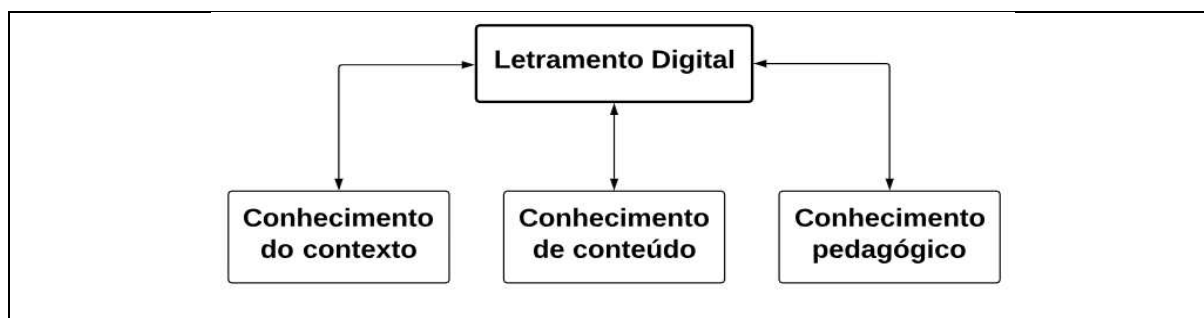 Letramento Digital
Conhecimento
do contexto
Conhecimento
de conteúdo
Conhecimento
pedagógico